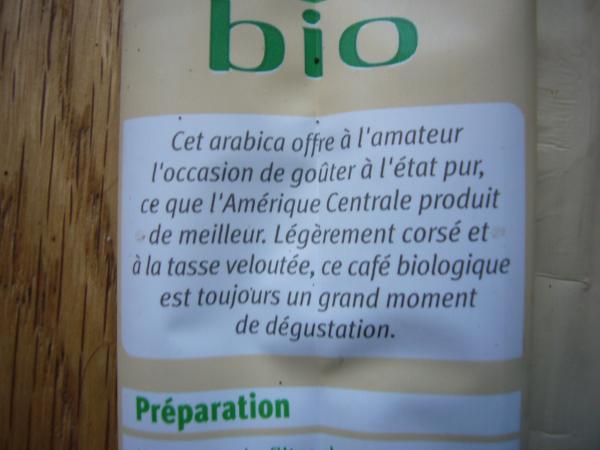 bio
Cet arabica offre à l'amateur
l'occasion de goûter à l'état pur,
ce que l'Amérique Centrale produit
de meilleur. Légèrement corsé et
à la tasse veloutée, ce café biologique
est toujours un grand moment
de dégustation.
Préparation